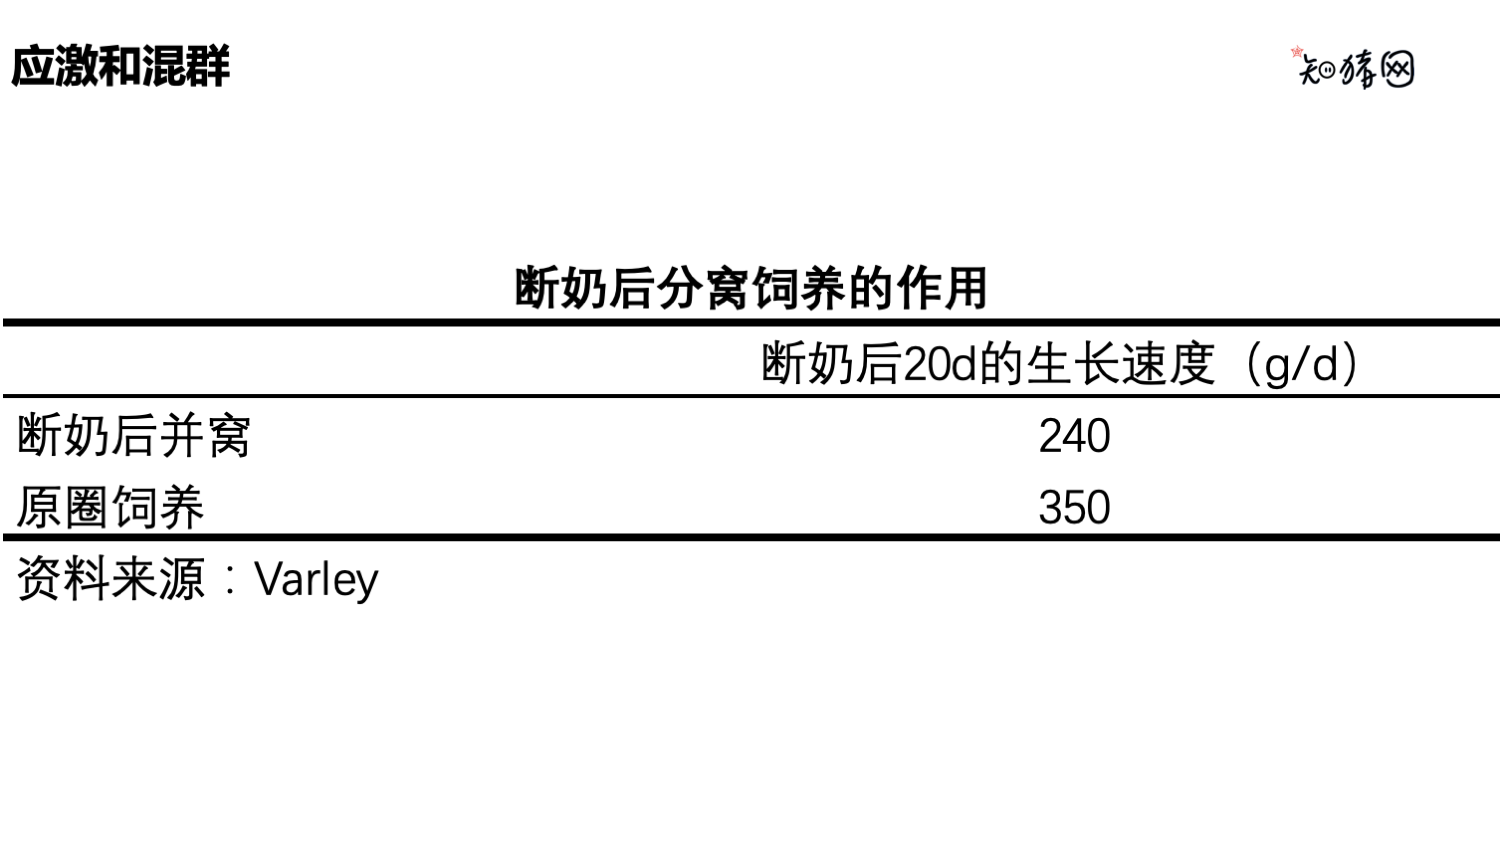 应激和混群
知猪网
断奶后分窝饲养的作用
断奶后20d的生长速度（g/d）
断奶后并窝 240
原圈饲养 350
资料来源：Varley